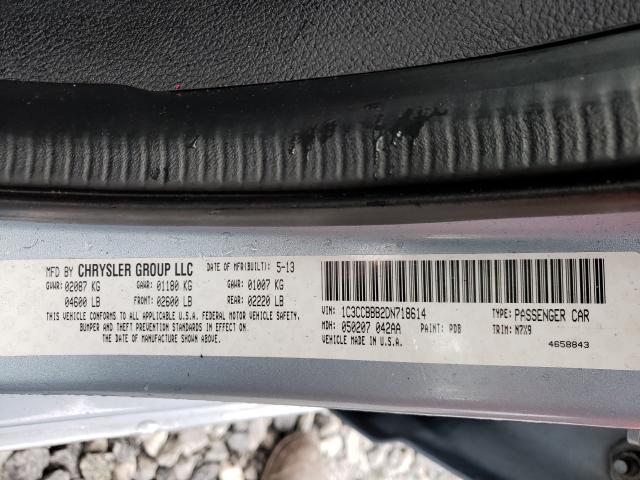 MFD BY CHRYSLER GROUP LLC DATE OF MFR(BUILT): 5-13
GVWR: 02087 KG GAWR: 01180 KG GAWR: 01007 KG
04600 LB FRONT: 02600 LB REAR: 02220 LB
THIS VEHICLE CONFORMS TO ALL APPLICABLE U.S.A. FEDERAL MOTOR VEHICLE SAFETY,
BUMPER AND THEFT PREVENTION STANDARDS IN EFFECT ON
THE DATE OF MANUFACTURE SHOWN ABOVE.
VIN: 1C3CCBBB2DN718614 TYPE: PASSENGER CAR
MDH: 050207 042AA PAINT: PDB TRIM: N7X9
VEHICLE MADE IN U.S.A. 4658843